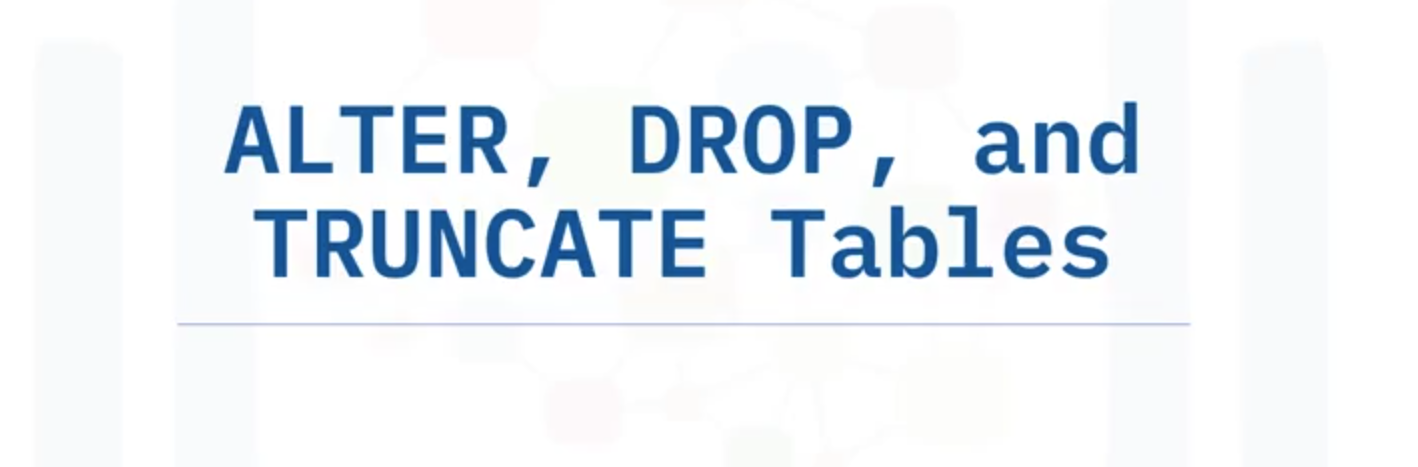 ALTER, DROP, and
TRUNCATE Tables